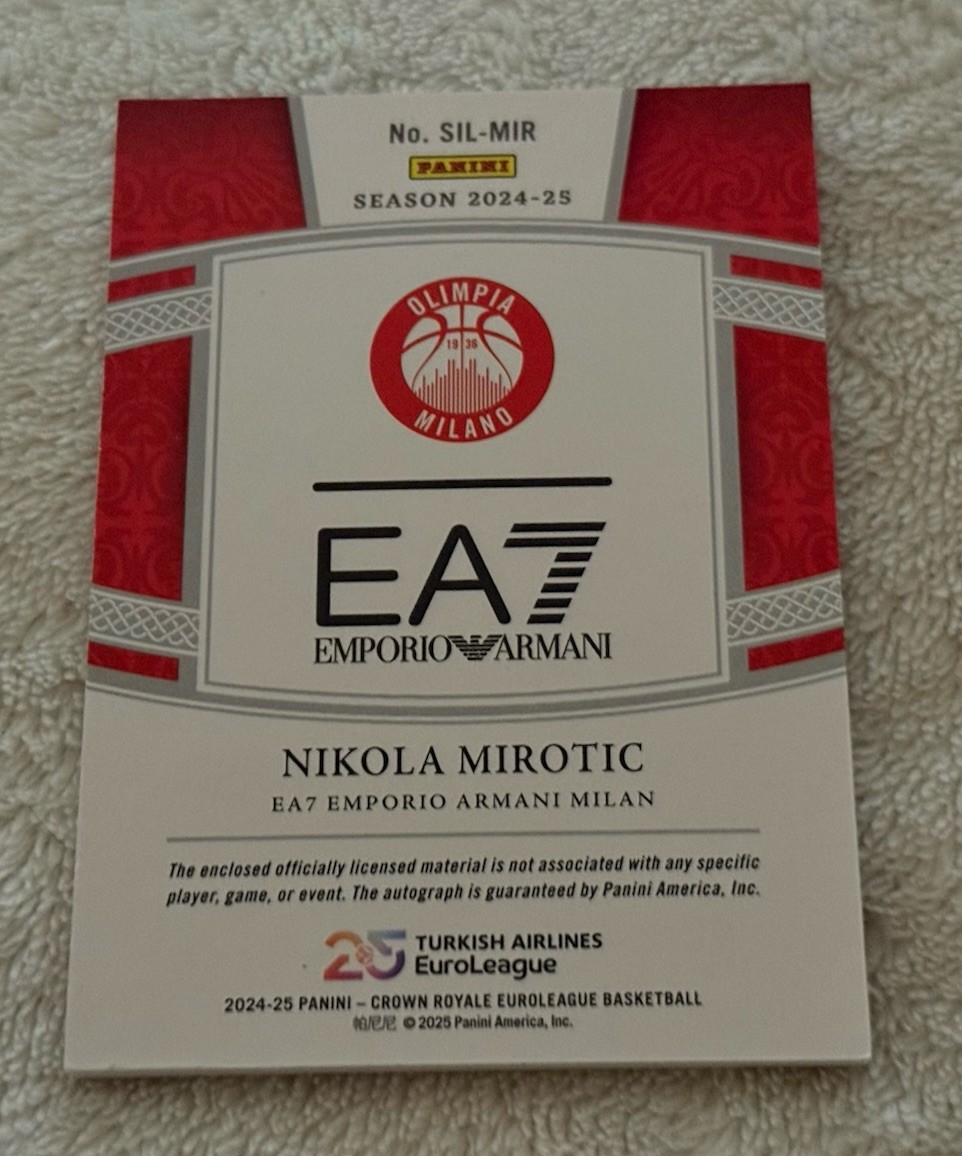 No. SIL-MIR
PANINI
SEASON 2024-25
OLIMPIA
19 36
MILANO
EA7
EMPORIO ARMANI
NIKOLA MIROTIC
EA7 EMPORIO ARMANI MILAN
The enclosed officially licensed material is not associated with any specific
player, game, or event. The autograph is guaranteed by Panini America, Inc.
25 TURKISH AIRLINES
EuroLeague
2024-25 PANINI – CROWN ROYALE EUROLEAGUE BASKETBALL
帕尼尼 © 2025 Panini America, Inc.